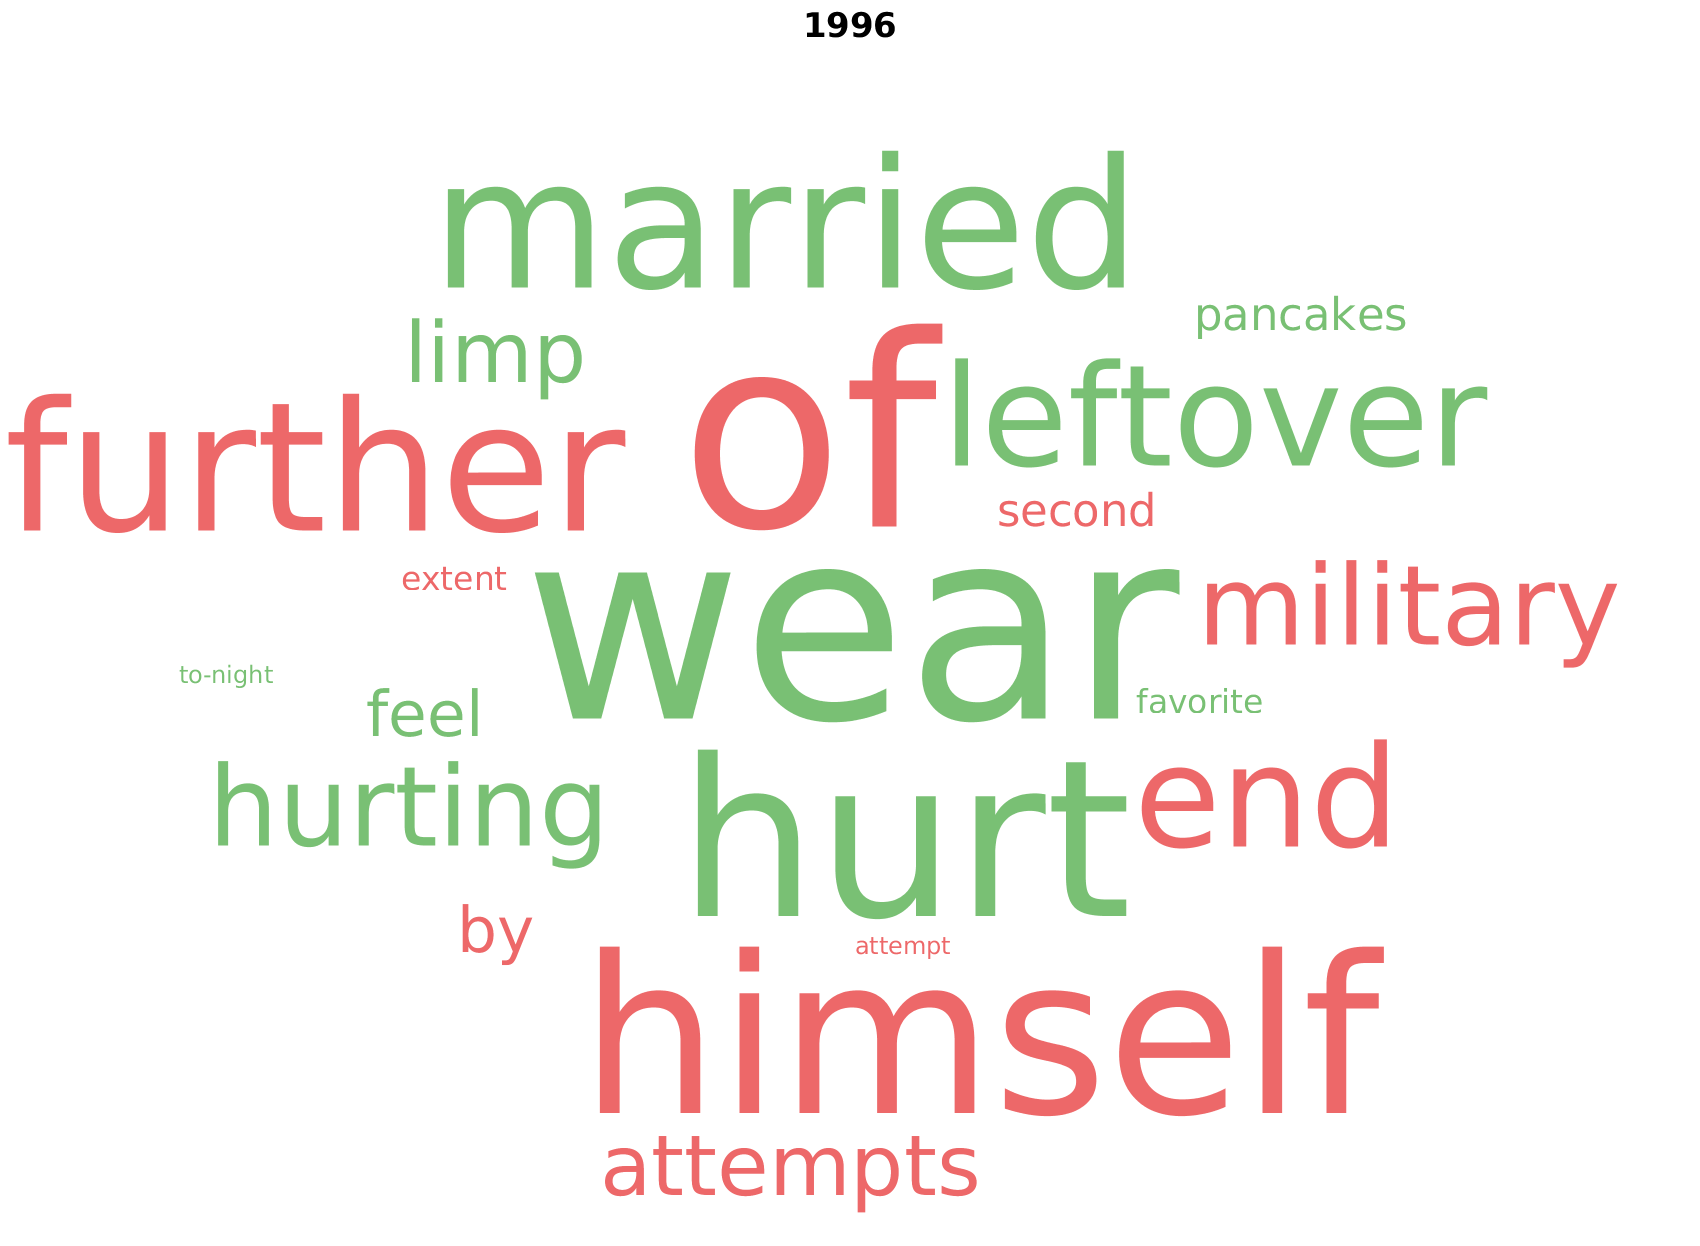 1996
married
pancakes
limp
of
leftover
further
second
extent
wear
military
to-night
feel
favorite
hurting
hurt
end
by
attempt
himself
attempts